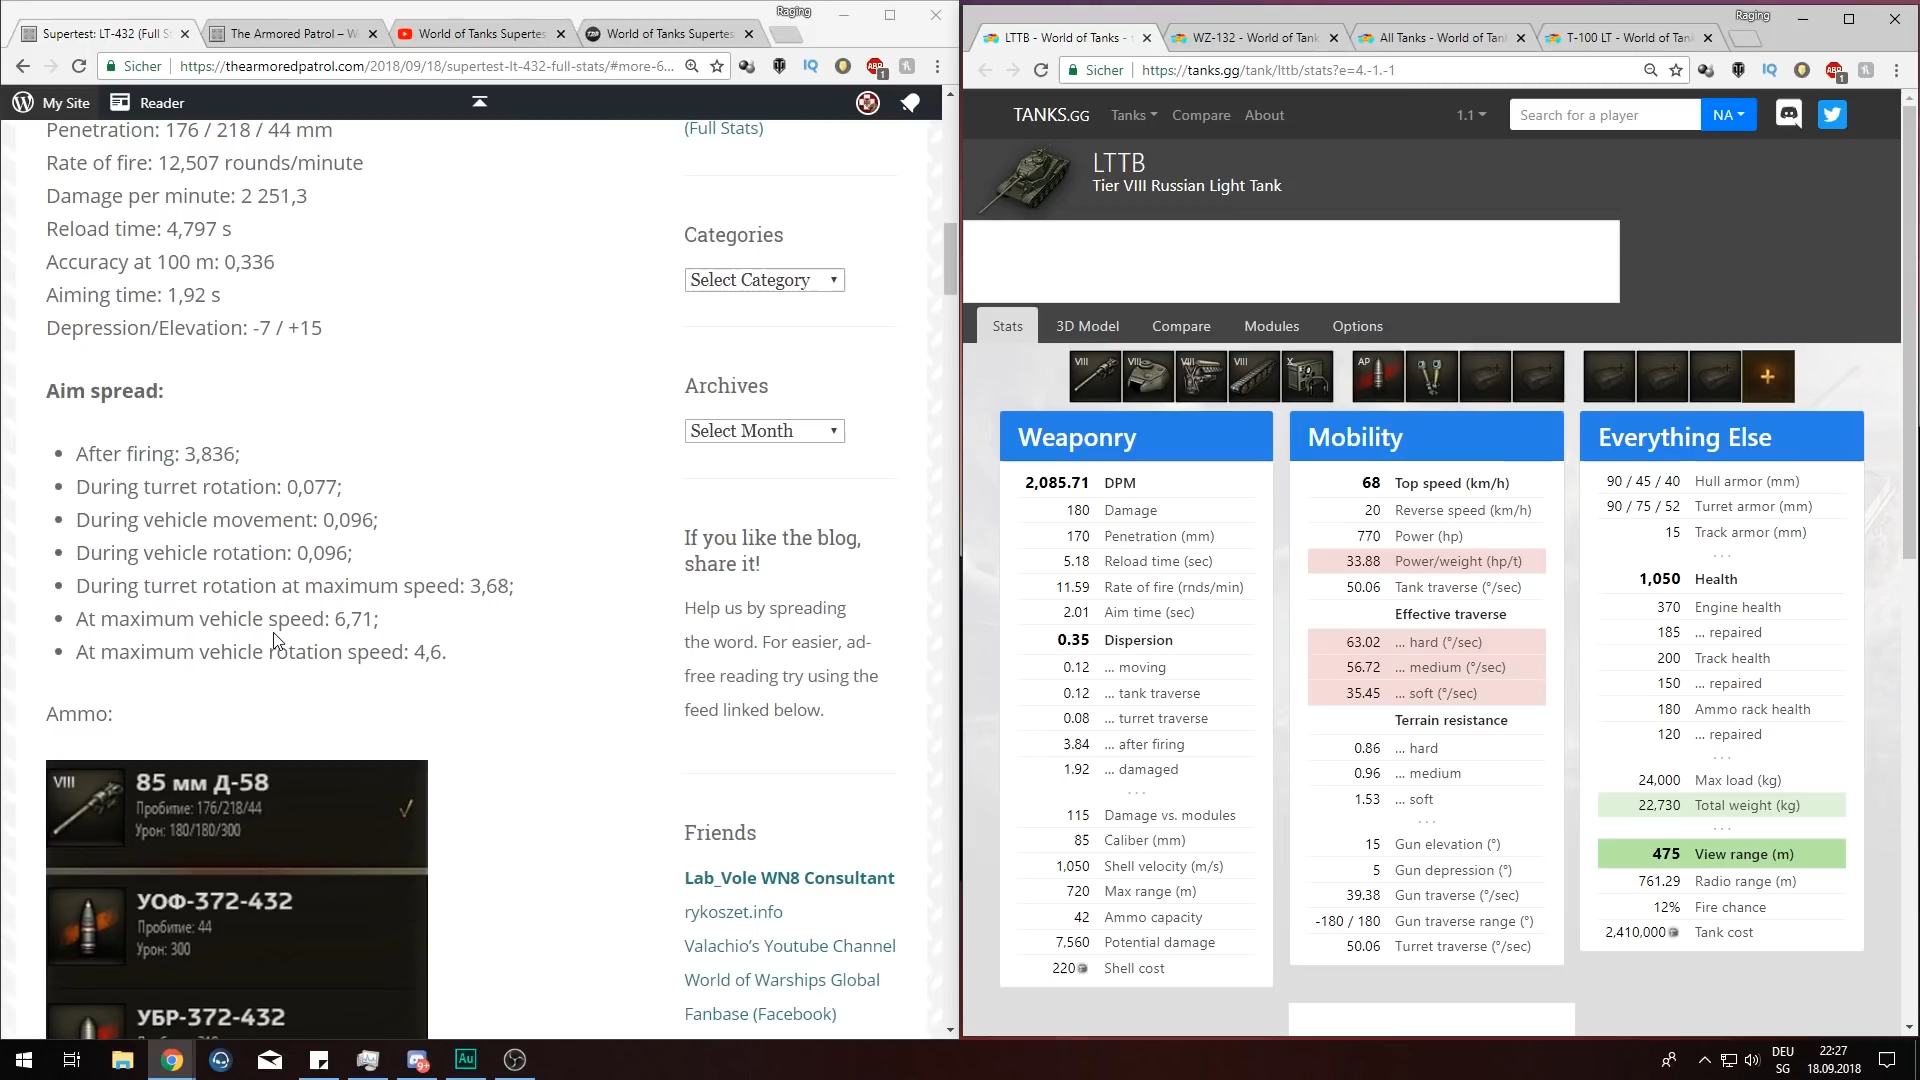 Raging
Supertest: LT-432 (Full S
The Armored Patrol – W
World of Tanks Supertes
World of Tanks Supertes
Sicher
https://thearmoredpatrol.com/2018/09/18/supertest-lt-432-full-stats/#more-6...
My Site
Reader
Penetration: 176 / 218 / 44 mm
Rate of fire: 12,507 rounds/minute
Damage per minute: 2 251,3
Reload time: 4,797 s
Accuracy at 100 m: 0,336
Aiming time: 1,92 s
Depression/Elevation: -7 / +15
Aim spread:
After firing: 3,836;
During turret rotation: 0,077;
During vehicle movement: 0,096;
During vehicle rotation: 0,096;
During turret rotation at maximum speed: 3,68;
At maximum vehicle speed: 6,71;
At maximum vehicle rotation speed: 4,6.
Ammo:
VIII
85 мм Д-58
Пробитие: 176/218/44
Урон: 180/180/300
УОФ-372-432
Пробитие: 44
Урон: 300
УБР-372-432
(Full Stats)
Categories
Select Category
Archives
Select Month
If you like the blog,
share it!
Help us by spreading
the word. For easier, ad-
free reading try using the
feed linked below.
Friends
Lab_Vole WN8 Consultant
rykoszet.info
Valachio's Youtube Channel
World of Warships Global
Fanbase (Facebook)
Raging
LTTB - World of Tanks -
WZ-132 - World of Tank
All Tanks - World of Tan
T-100 LT - World of Tan
Sicher
https://tanks.gg/tank/lttb/stats?e=4.-1.-1
TANKS.GG
Tanks
Compare
About
1.1
Search for a player
NA
LTTB
Tier VIII Russian Light Tank
Stats
3D Model
Compare
Modules
Options
VIII
VIII
VIII
VIII
X
AP
Weaponry
2,085.71 DPM
180 Damage
170 Penetration (mm)
5.18 Reload time (sec)
11.59 Rate of fire (rnds/min)
2.01 Aim time (sec)
0.35 Dispersion
0.12 ... moving
0.12 ... tank traverse
0.08 ... turret traverse
3.84 ... after firing
1.92 ... damaged
...
115 Damage vs. modules
85 Caliber (mm)
1,050 Shell velocity (m/s)
720 Max range (m)
42 Ammo capacity
7,560 Potential damage
220 Shell cost
Mobility
68 Top speed (km/h)
20 Reverse speed (km/h)
770 Power (hp)
33.88 Power/weight (hp/t)
50.06 Tank traverse (°/sec)
Effective traverse
63.02 ... hard (°/sec)
56.72 ... medium (°/sec)
35.45 ... soft (°/sec)
Terrain resistance
0.86 ... hard
0.96 ... medium
1.53 ... soft
...
15 Gun elevation (°)
5 Gun depression (°)
39.38 Gun traverse (°/sec)
-180 / 180 Gun traverse range (°)
50.06 Turret traverse (°/sec)
Everything Else
90 / 45 / 40 Hull armor (mm)
90 / 75 / 52 Turret armor (mm)
15 Track armor (mm)
...
1,050 Health
370 Engine health
185 ... repaired
200 Track health
150 ... repaired
180 Ammo rack health
120 ... repaired
...
24,000 Max load (kg)
22,730 Total weight (kg)
...
475 View range (m)
761.29 Radio range (m)
12% Fire chance
2,410,000 Tank cost
Au
DEU
SG
22:27
18.09.2018